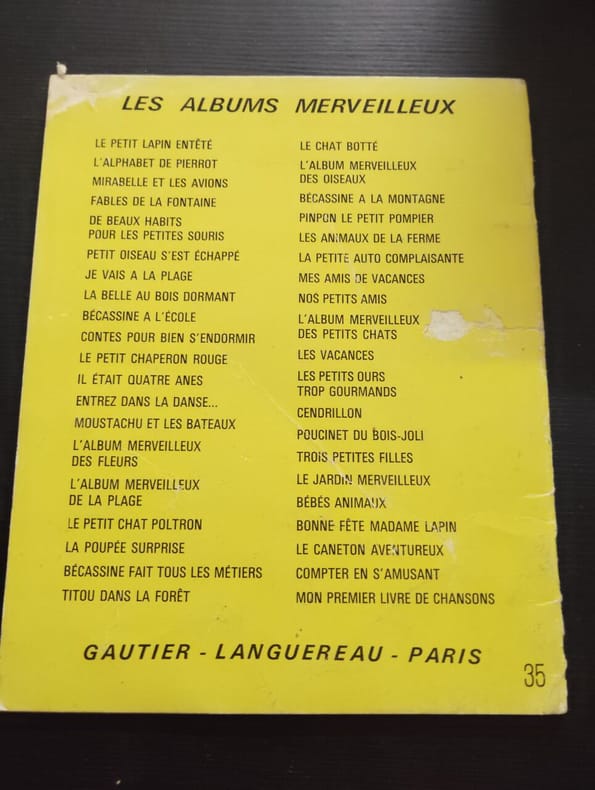 LES ALBUMS MERVEILLEUX
LE PETIT LAPIN ENTÊTÉ
L'ALPHABET DE PIERROT
MIRABELLE ET LES AVIONS
FABLES DE LA FONTAINE
DE BEAUX HABITS
POUR LES PETITES SOURIS
PETIT OISEAU S'EST ÉCHAPPÉ
JE VAIS A LA PLAGE
LA BELLE AU BOIS DORMANT
BÉCASSINE A L'ÉCOLE
CONTES POUR BIEN S'ENDORMIR
LE PETIT CHAPERON ROUGE
IL ÉTAIT QUATRE ANES
ENTREZ DANS LA DANSE...
MOUSTACHU ET LES BATEAUX
L'ALBUM MERVEILLEUX
DES FLEURS
L'ALBUM MERVEILLEUX
DE LA PLAGE
LE PETIT CHAT POLTRON
LA POUPÉE SURPRISE
BÉCASSINE FAIT TOUS LES MÉTIERS
TITOU DANS LA FORÊT
LE CHAT BOTTÉ
L'ALBUM MERVEILLEUX
DES OISEAUX
BÉCASSINE A LA MONTAGNE
PINPON LE PETIT POMPIER
LES ANIMAUX DE LA FERME
LA PETITE AUTO COMPLAISANTE
MES AMIS DE VACANCES
NOS PETITS AMIS
L'ALBUM MERVEILLEUX
DES PETITS CHATS
LES VACANCES
LES PETITS OURS
TROP GOURMANDS
CENDRILLON
POUCINET DU BOIS-JOLI
TROIS PETITES FILLES
LE JARDIN MERVEILLEUX
BÉBÉS ANIMAUX
BONNE FÊTE MADAME LAPIN
LE CANETON AVENTUREUX
COMPTER EN S'AMUSANT
MON PREMIER LIVRE DE CHANSONS
GAUTIER - LANGUEREAU - PARIS
35